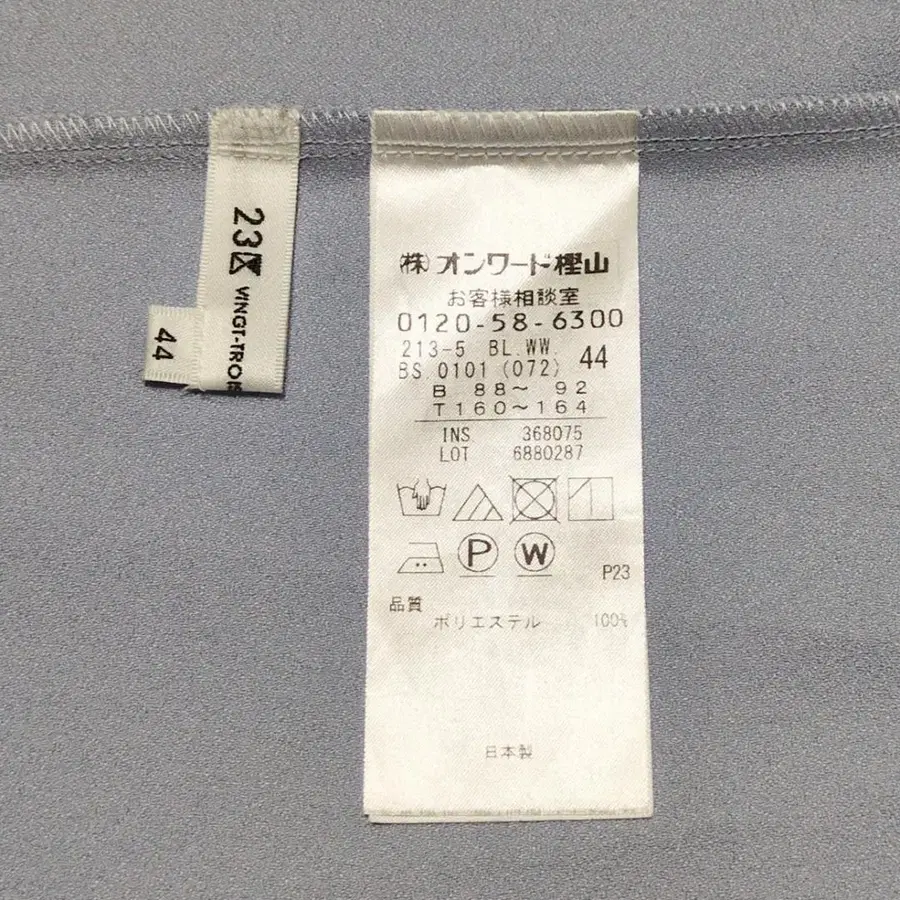 23区
VINGT-TROIS
44
(株)オンワード樫山
お客様相談室
0120-58-6300
213-5 BL.WW. 44
BS.0101(072)
B 88～ 92
T160～164
INS 368075
LOT 6880287
P
W
P23
品質
ポリエステル 100%
日本製